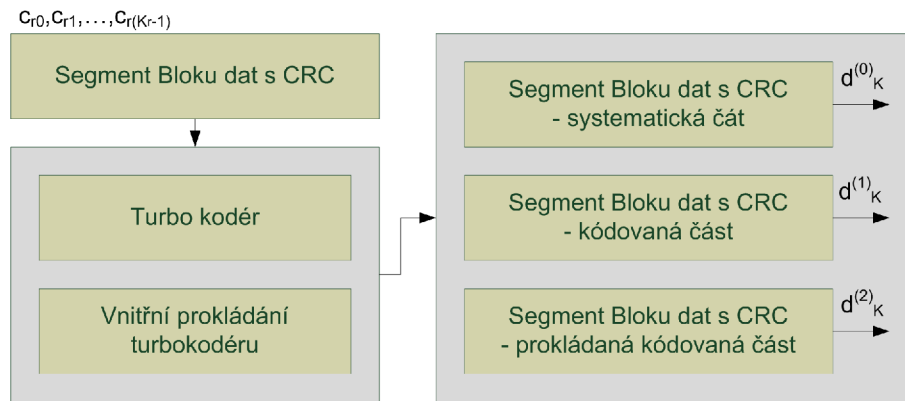 c_{r0},c_{r1},…,c_{r(K_r-1)}
Segment Bloku dat s CRC
Turbo kodér
Vnitřní prokládání
turbokodéru
Segment Bloku dat s CRC
- systematická čát
d^{(0)}_K
Segment Bloku dat s CRC
- kódovaná část
d^{(1)}_K
Segment Bloku dat s CRC
- prokládaná kódovaná část
d^{(2)}_K